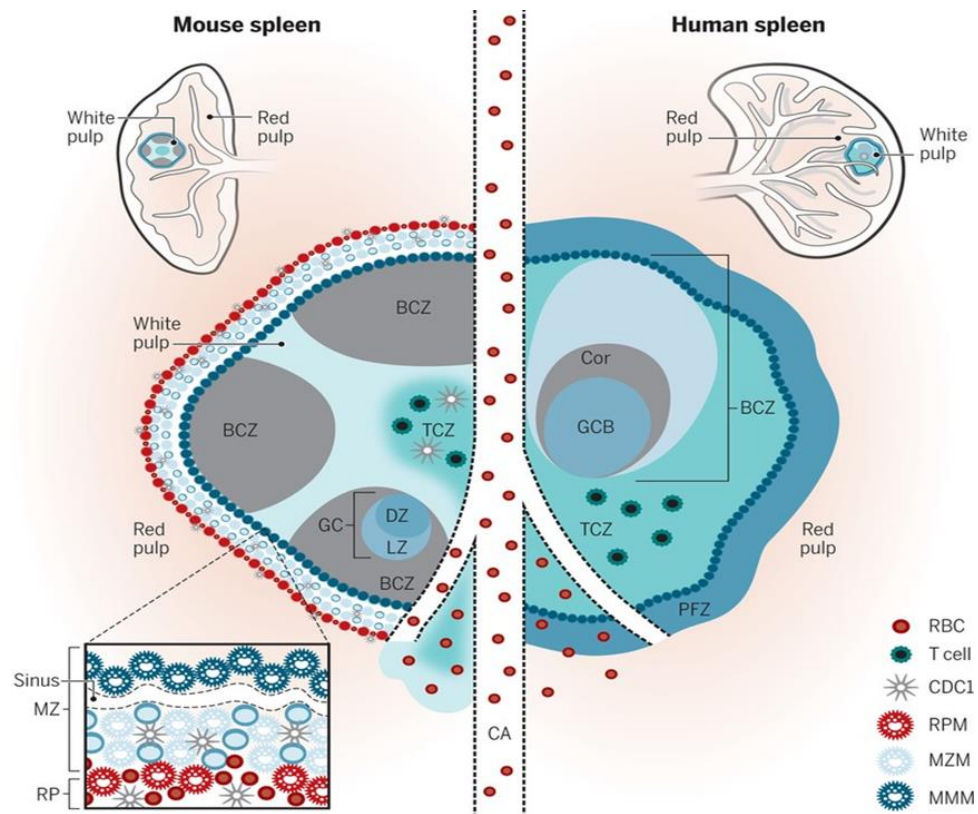 Mouse spleen
Human spleen
White
pulp
Red
pulp
Red
pulp
White
pulp
White
pulp
BCZ
BCZ
TCZ
GC
DZ
LZ
BCZ
Red
pulp
Cor
GCB
BCZ
TCZ
PFZ
Red
pulp
CA
Sinus
MZ
RP
RBC
T cell
CDC1
RPM
MZM
MMM